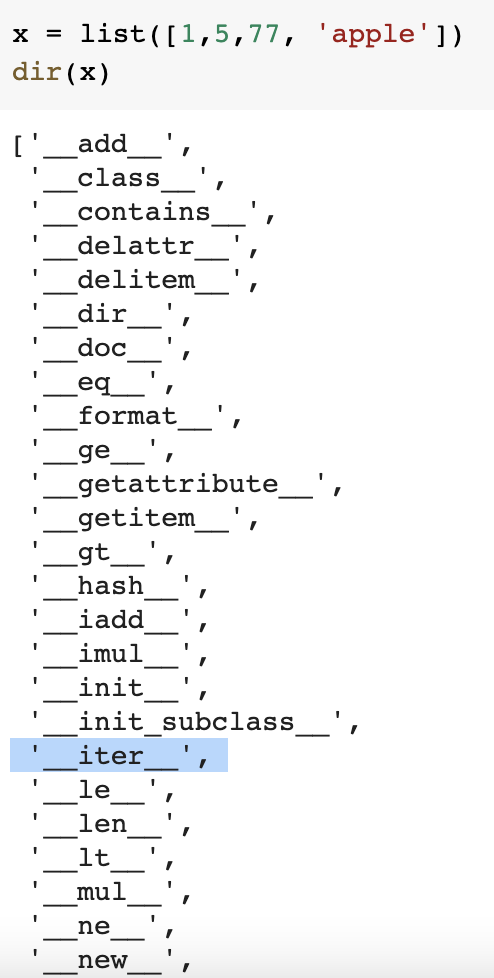 x = list([1,5,77, 'apple'])
dir(x)
['__add__',
'__class__',
'__contains__',
'__delattr__',
'__delitem__',
'__dir__',
'__doc__',
'__eq__',
'__format__',
'__ge__',
'__getattribute__',
'__getitem__',
'__gt__',
'__hash__',
'__iadd__',
'__imul__',
'__init__',
'__init_subclass__',
'__iter__',
'__le__',
'__len__',
'__lt__',
'__mul__',
'__ne__',
'__new__',